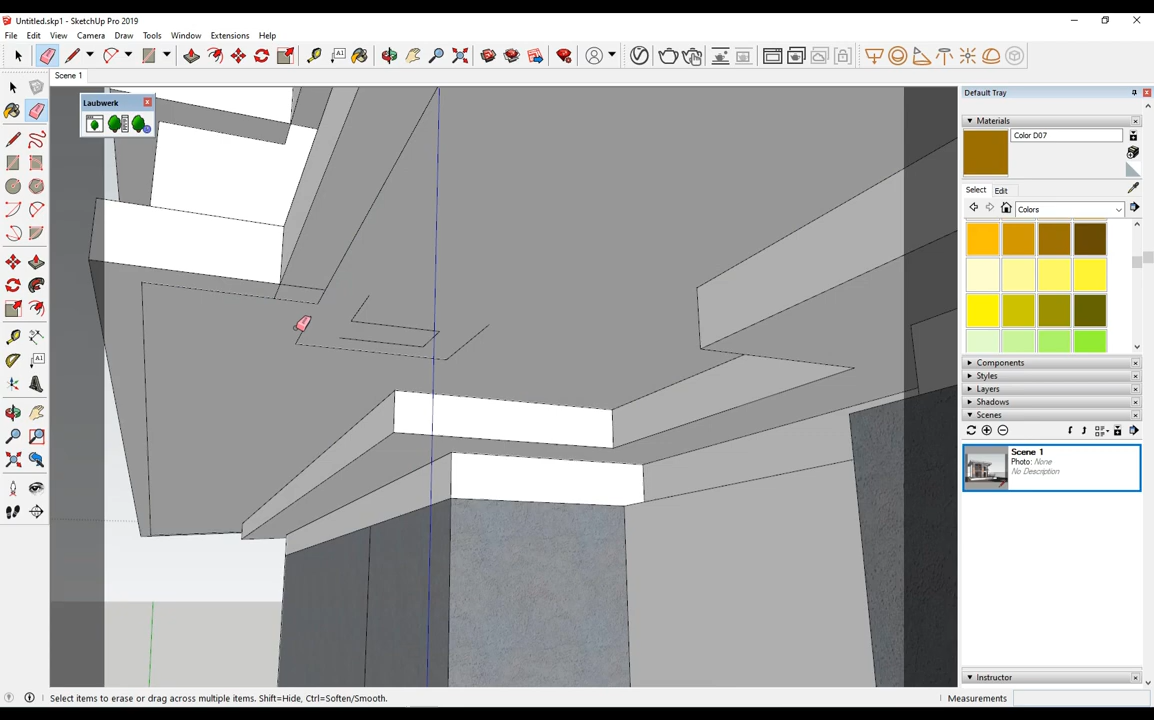 Untitled.skp1 - SketchUp Pro 2019
File Edit View Camera Draw Tools Window Extensions Help
Scene 1
Laubwerk
Default Tray
Materials
Color D07
Select Edit
Colors
Components
Styles
Layers
Shadows
Scenes
Scene 1
Photo: None
No Description
Instructor
Select items to erase or drag across multiple items. Shift=Hide, Ctrl=Soften/Smooth.
Measurements